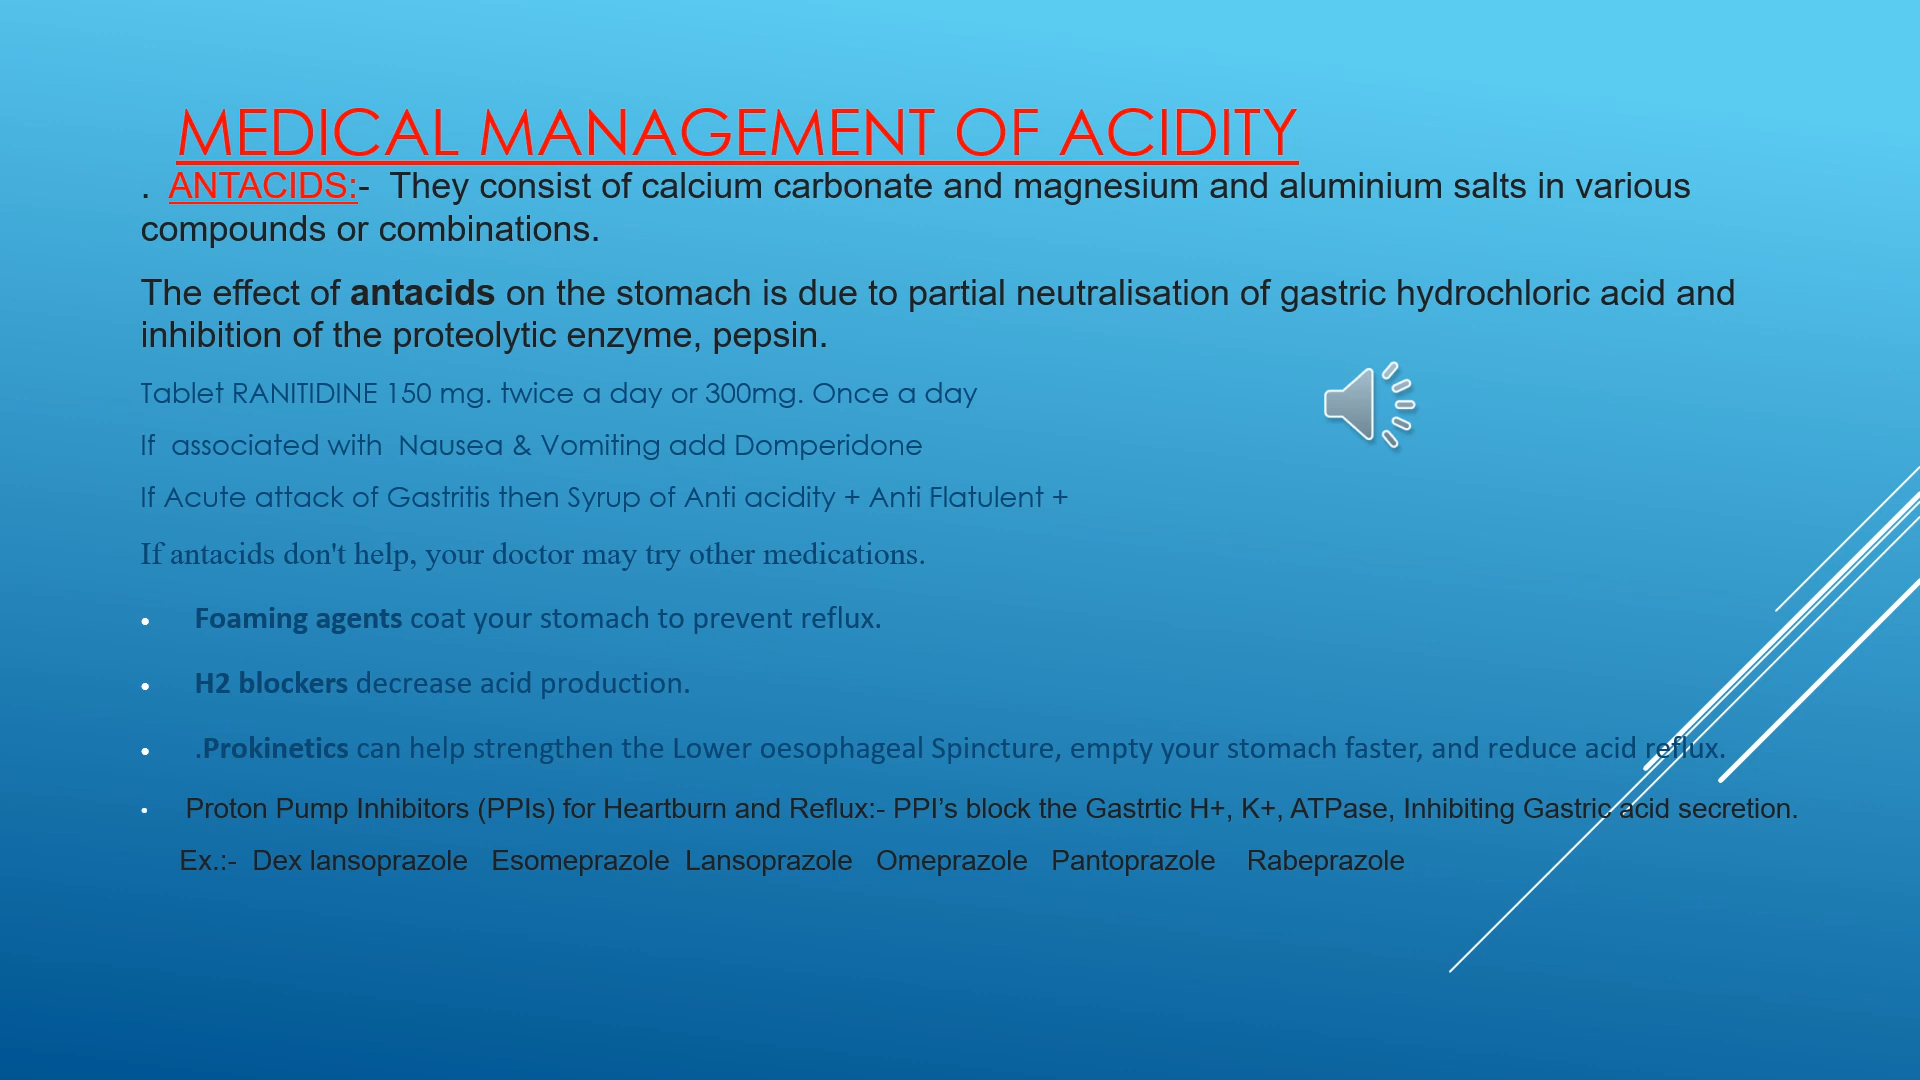 MEDICAL MANAGEMENT OF ACIDITY
. ANTACIDS:- They consist of calcium carbonate and magnesium and aluminium salts in various
compounds or combinations.
The effect of antacids on the stomach is due to partial neutralisation of gastric hydrochloric acid and
inhibition of the proteolytic enzyme, pepsin.
Tablet RANITIDINE 150 mg. twice a day or 300mg. Once a day
If associated with Nausea & Vomiting add Domperidone
If Acute attack of Gastritis then Syrup of Anti acidity + Anti Flatulent +
If antacids don't help, your doctor may try other medications.
• Foaming agents coat your stomach to prevent reflux.
• H2 blockers decrease acid production.
• .Prokinetics can help strengthen the Lower oesophageal Spincture, empty your stomach faster, and reduce acid reflux.
• Proton Pump Inhibitors (PPIs) for Heartburn and Reflux:- PPI’s block the Gastrtic H+, K+, ATPase, Inhibiting Gastric acid secretion.
Ex.:- Dex lansoprazole Esomeprazole Lansoprazole Omeprazole Pantoprazole Rabeprazole